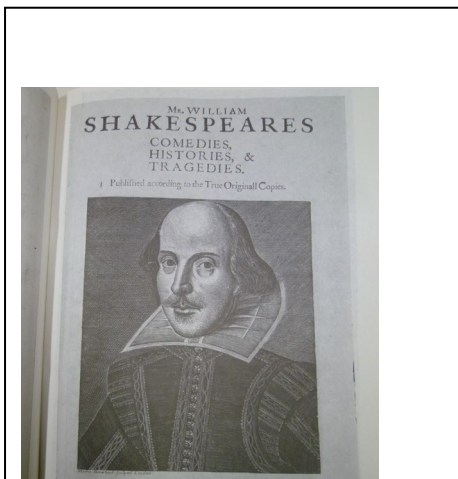 Mr. WILLIAM
SHAKESPEARES
COMEDIES,
HISTORIES, &
TRAGEDIES.
Published according to the True Originall Copies.